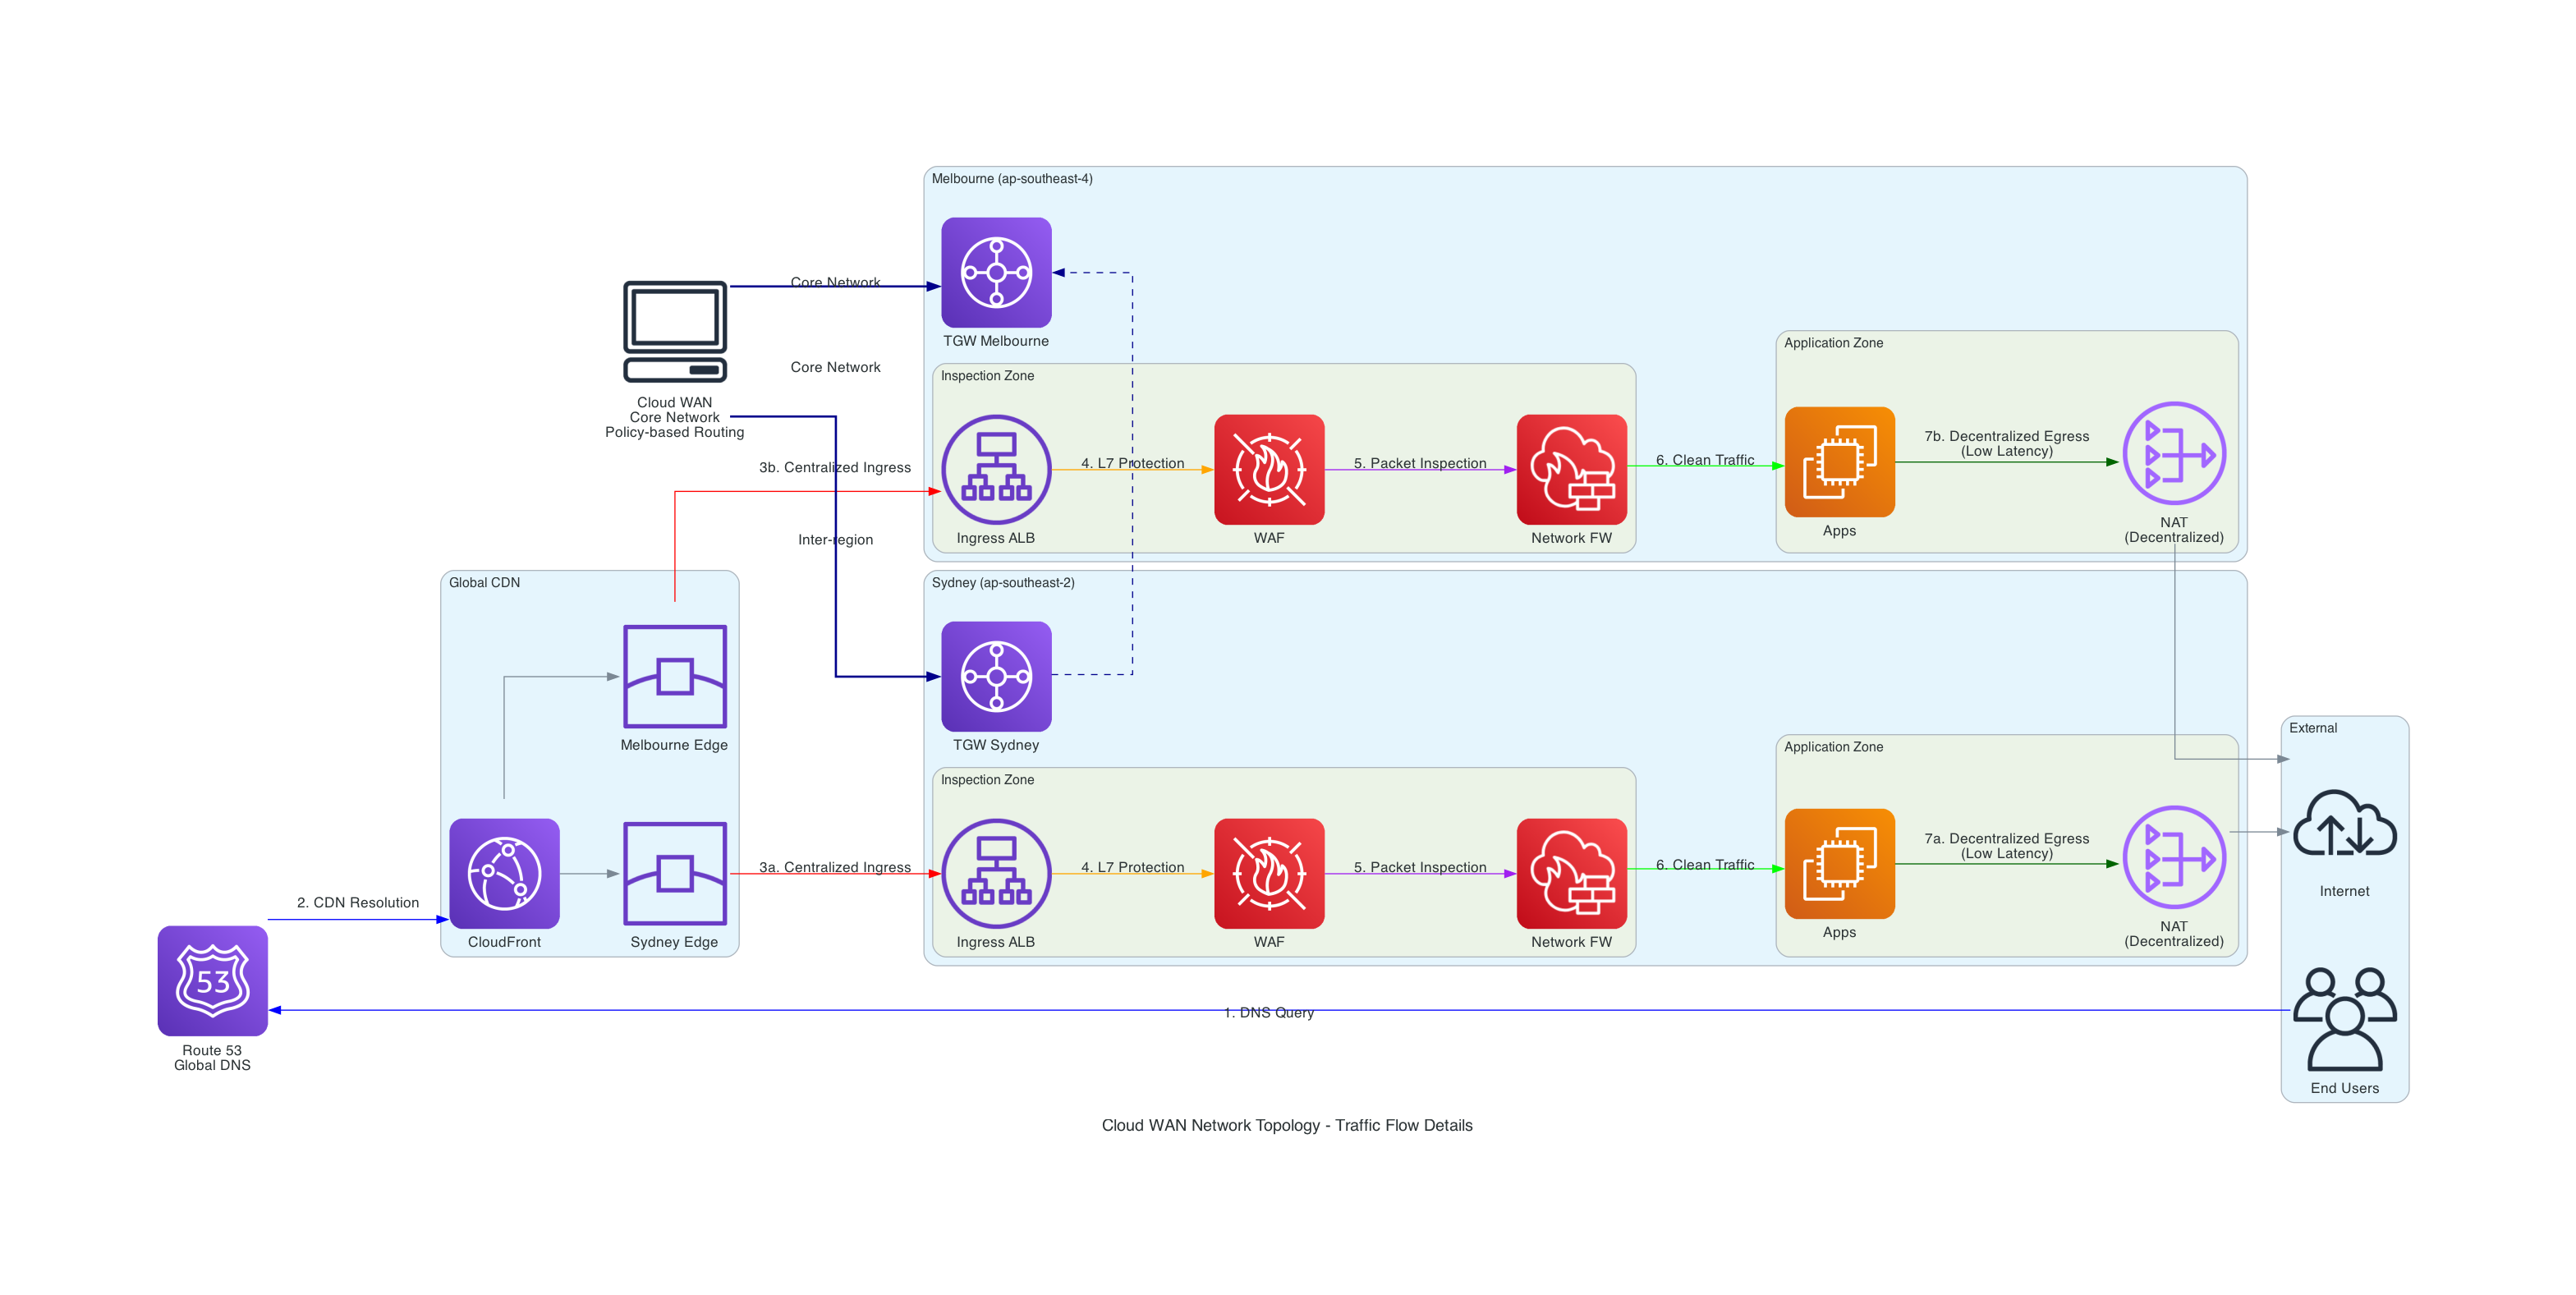 Melbourne (ap-southeast-4)
TGW Melbourne
Core Network
Core Network
Cloud WAN
Core Network
Policy-based Routing
Inspection Zone
Application Zone
3b. Centralized Ingress
4. L7 Protection
5. Packet Inspection
6. Clean Traffic
7b. Decentralized Egress
(Low Latency)
Ingress ALB
WAF
Network FW
Apps
NAT
(Decentralized)
Inter-region
Global CDN
Melbourne Edge
CloudFront
Sydney Edge
Sydney (ap-southeast-2)
TGW Sydney
Inspection Zone
Application Zone
3a. Centralized Ingress
4. L7 Protection
5. Packet Inspection
6. Clean Traffic
7a. Decentralized Egress
(Low Latency)
Ingress ALB
WAF
Network FW
Apps
NAT
(Decentralized)
External
Internet
End Users
2. CDN Resolution
53
Route 53
Global DNS
1. DNS Query
Cloud WAN Network Topology - Traffic Flow Details